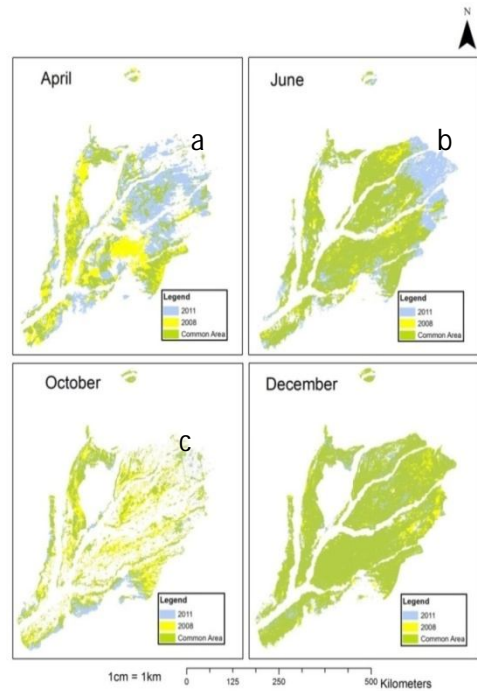 N
April
a
Legend
2011
2008
Common Area
June
b
Legend
2011
2008
Common Area
October
c
Legend
2011
2008
Common Area
December
Legend
2011
2008
Common Area
1cm = 1km
0 125 250 500
Kilometers